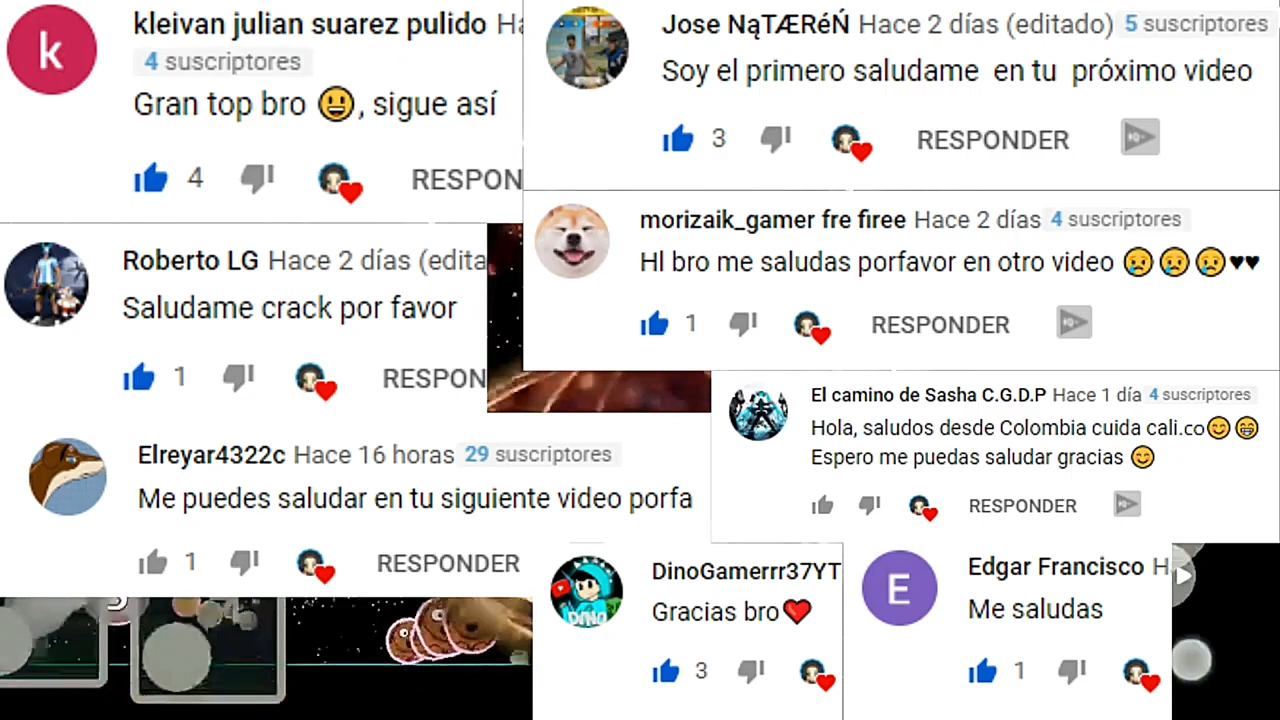 kleivan julian suarez pulido
4 suscriptores
Gran top bro 😃, sigue así
4 RESPON
Jose NąTÆRéŃ Hace 2 días (editado) 5 suscriptores
Soy el primero saludame en tu próximo video
3 RESPONDER
morizaik_gamer fre firee Hace 2 días 4 suscriptores
Hl bro me saludas porfavor en otro video 😢😢😢♥♥
1 RESPONDER
Roberto LG Hace 2 días (edita
Saludame crack por favor
1 RESPON
El camino de Sasha C.G.D.P Hace 1 día 4 suscriptores
Hola, saludos desde Colombia cuida cali.co😊😁
Espero me puedas saludar gracias 😊
RESPONDER
Elreyar4322c Hace 16 horas 29 suscriptores
Me puedes saludar en tu siguiente video porfa
1 RESPONDER
DinoGamerrr37YT
Gracias bro❤
3
Edgar Francisco H
Me saludas
1
k
E
DINO